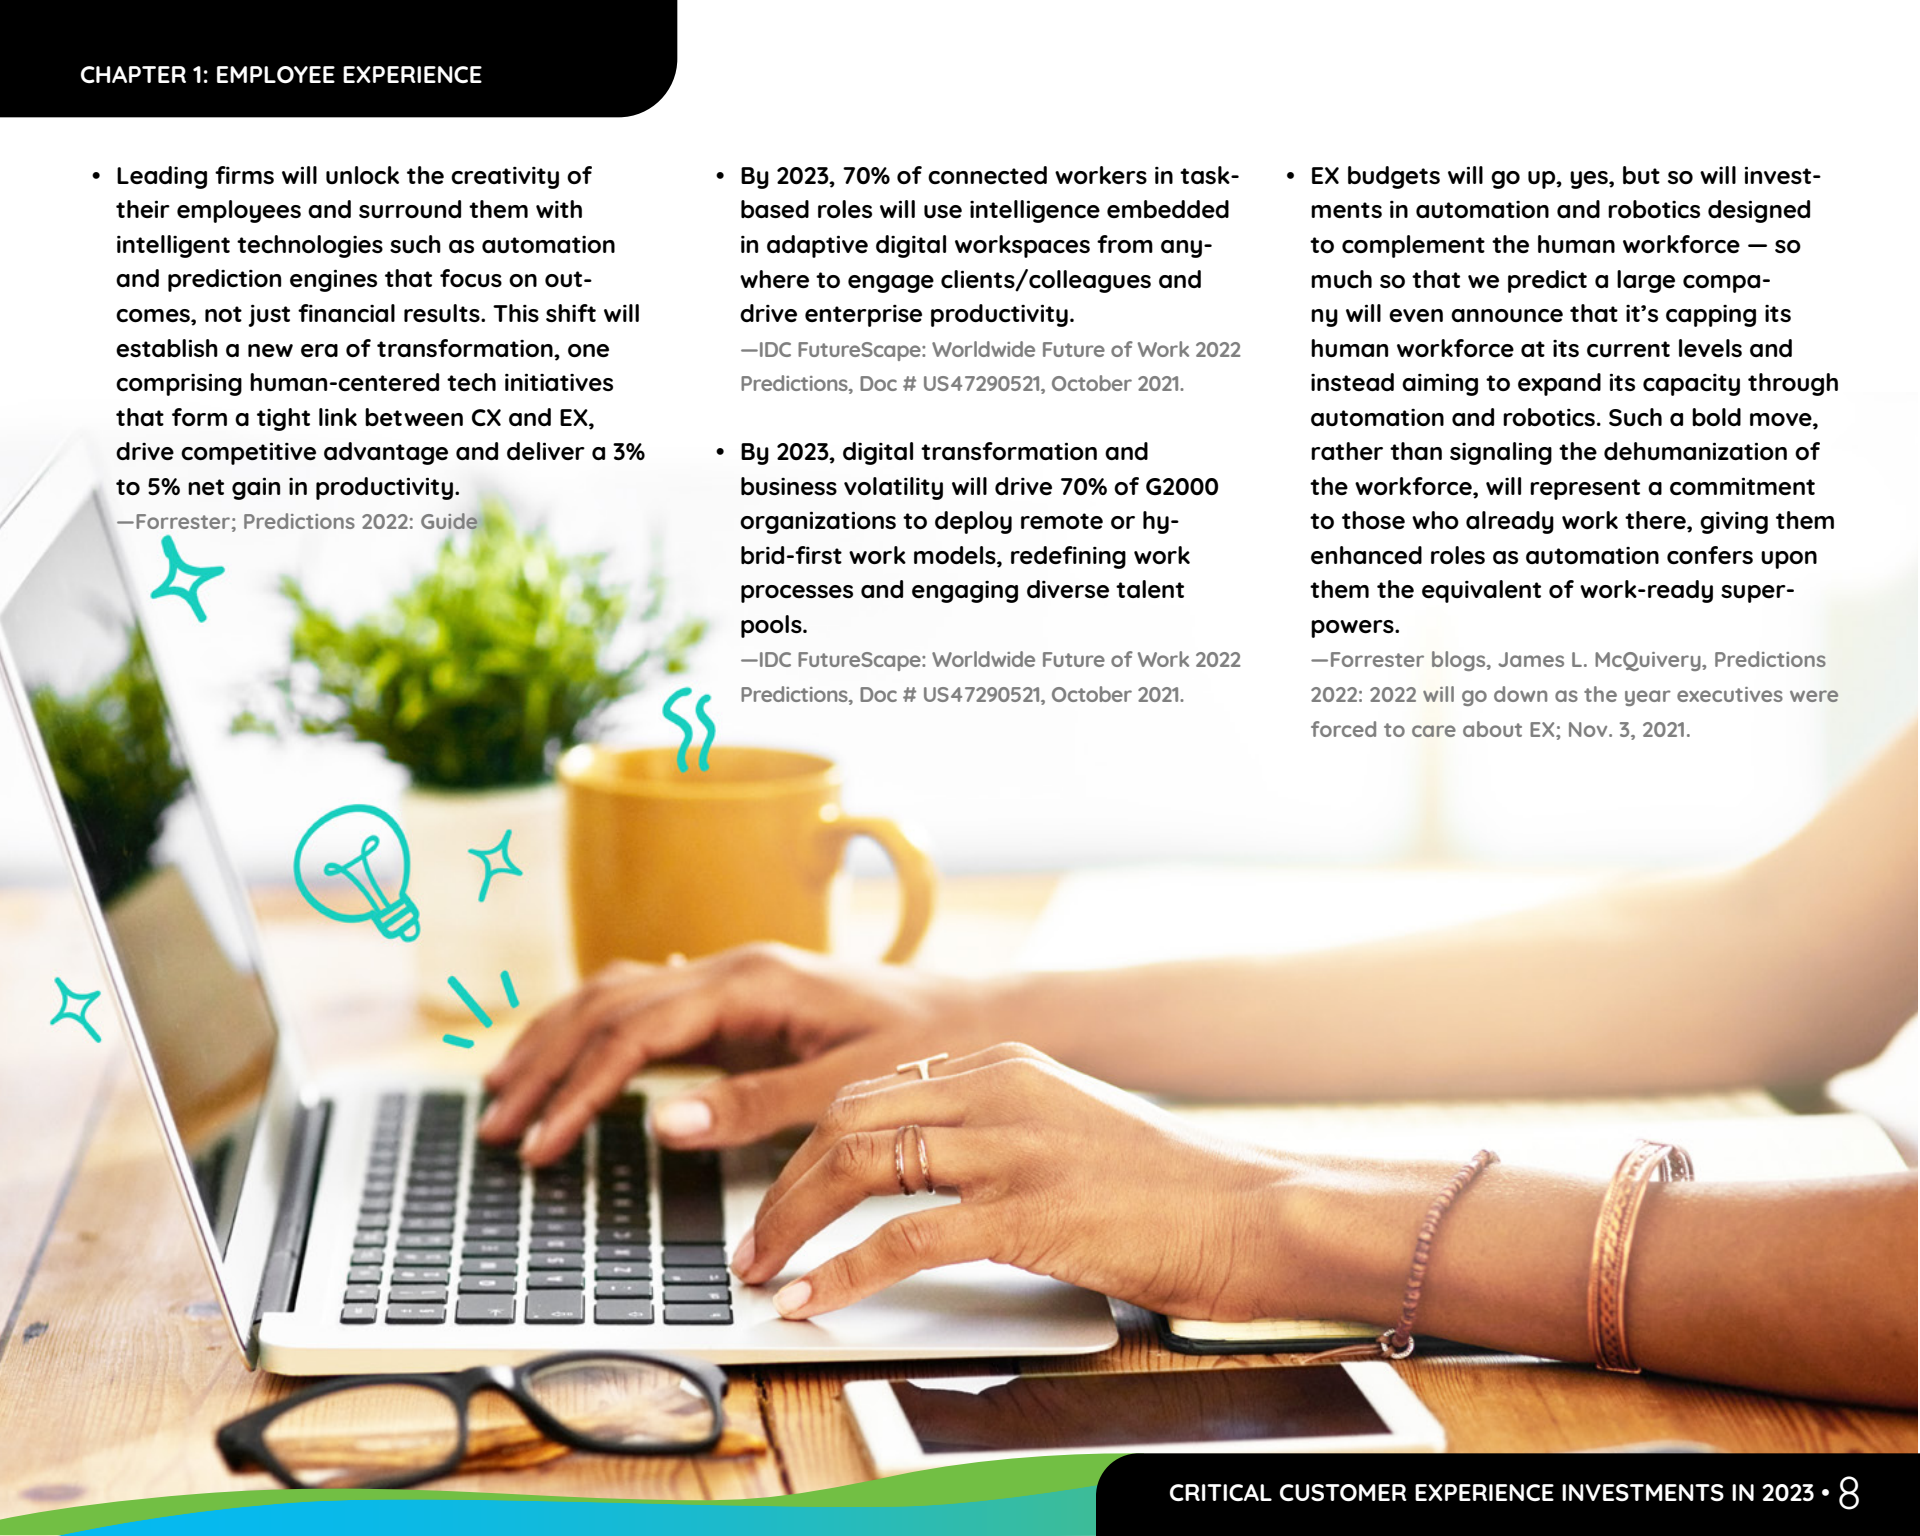 CHAPTER 1: EMPLOYEE EXPERIENCE
• Leading firms will unlock the creativity of
their employees and surround them with
intelligent technologies such as automation
and prediction engines that focus on out-
comes, not just financial results. This shift will
establish a new era of transformation, one
comprising human-centered tech initiatives
that form a tight link between CX and EX,
drive competitive advantage and deliver a 3%
to 5% net gain in productivity.
—Forrester; Predictions 2022: Guide
• By 2023, 70% of connected workers in task-
based roles will use intelligence embedded
in adaptive digital workspaces from any-
where to engage clients/colleagues and
drive enterprise productivity.
—IDC FutureScape: Worldwide Future of Work 2022
Predictions, Doc # US47290521, October 2021.
• By 2023, digital transformation and
business volatility will drive 70% of G2000
organizations to deploy remote or hy-
brid-first work models, redefining work
processes and engaging diverse talent
pools.
—IDC FutureScape: Worldwide Future of Work 2022
Predictions, Doc # US47290521, October 2021.
• EX budgets will go up, yes, but so will invest-
ments in automation and robotics designed
to complement the human workforce — so
much so that we predict a large compa-
ny will even announce that it’s capping its
human workforce at its current levels and
instead aiming to expand its capacity through
automation and robotics. Such a bold move,
rather than signaling the dehumanization of
the workforce, will represent a commitment
to those who already work there, giving them
enhanced roles as automation confers upon
them the equivalent of work-ready super-
powers.
—Forrester blogs, James L. McQuivery, Predictions
2022: 2022 will go down as the year executives were
forced to care about EX; Nov. 3, 2021.
CRITICAL CUSTOMER EXPERIENCE INVESTMENTS IN 2023 • 8